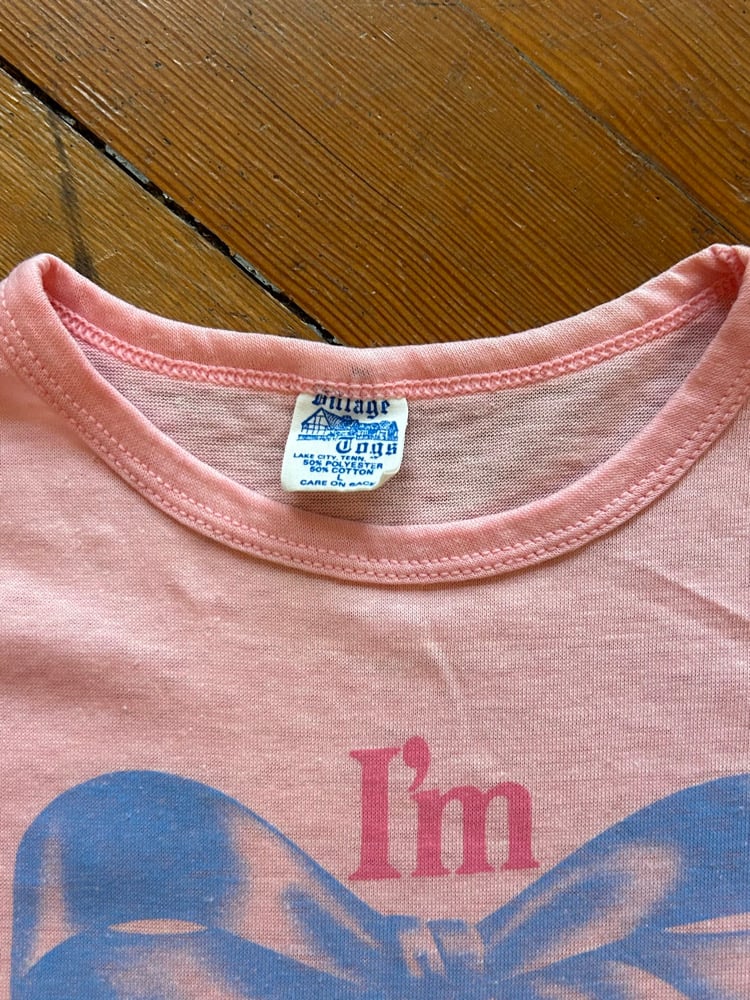 Village
Togs
LAKE CITY, TENN.
50% POLYESTER
50% COTTON
L
CARE ON BACK
I'm